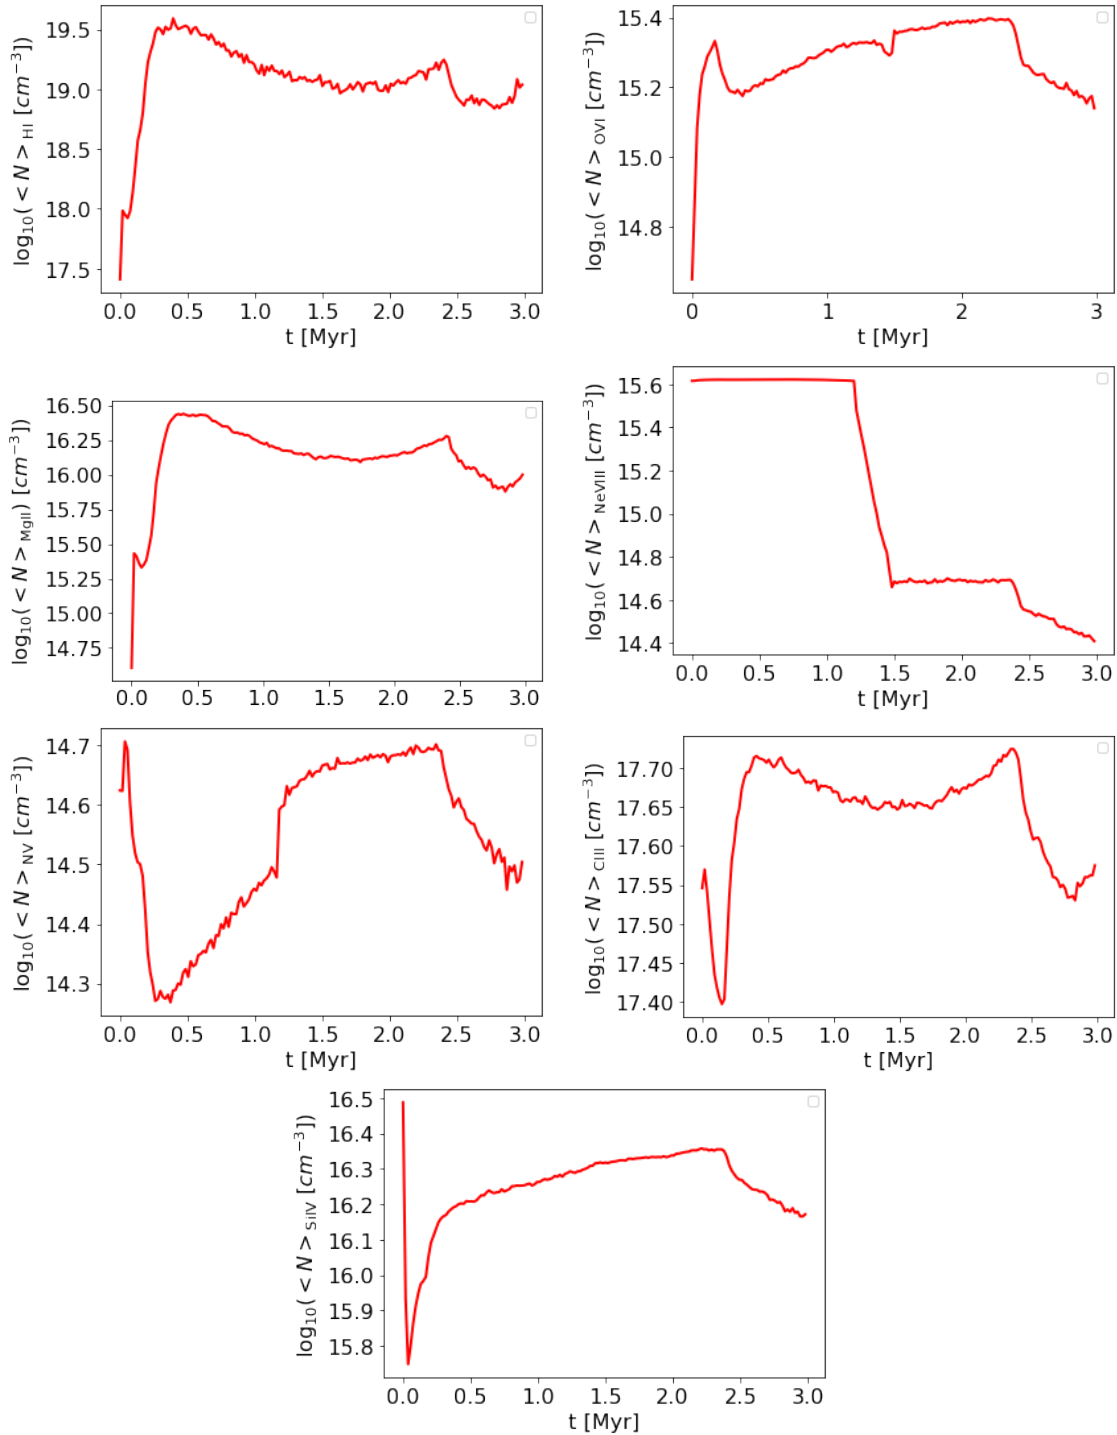 log₁₀(< N >HI [cm⁻³])
19.5
19.0
18.5
18.0
17.5
0.0 0.5 1.0 1.5 2.0 2.5 3.0
t [Myr]
log₁₀(< N >OVI [cm⁻³])
15.4
15.2
15.0
14.8
0 1 2 3
t [Myr]
log₁₀(< N >MgII) [cm⁻³])
16.50
16.25
16.00
15.75
15.50
15.25
15.00
14.75
0.0 0.5 1.0 1.5 2.0 2.5 3.0
log₁₀(< N >NeVIII [cm⁻³])
15.6
15.4
15.2
15.0
14.8
14.6
14.4
0.0 0.5 1.0 1.5 2.0 2.5 3.0
t [Myr]
log₁₀(< N >NV [cm⁻³])
14.7
14.6
14.5
14.4
14.3
0.0 0.5 1.0 1.5 2.0 2.5 3.0
t [Myr]
log₁₀(< N >CIII [cm⁻³])
17.70
17.65
17.60
17.55
17.50
17.45
17.40
0.0 0.5 1.0 1.5 2.0 2.5 3.0
t [Myr]
log₁₀(< N >SiIV [cm⁻³])
16.5
16.4
16.3
16.2
16.1
16.0
15.9
15.8
0.0 0.5 1.0 1.5 2.0 2.5 3.0
t [Myr]